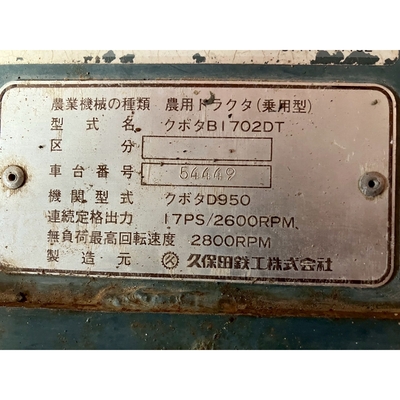 農業機械の種類 農用トラクタ(乗用型)
型式名 クボタB1702DT
区分
車台番号 54449
機関型式 クボタD950
連続定格出力 17PS/2600RPM
無負荷最高回転速度 2800RPM
製造元 久保田鉄工株式会社